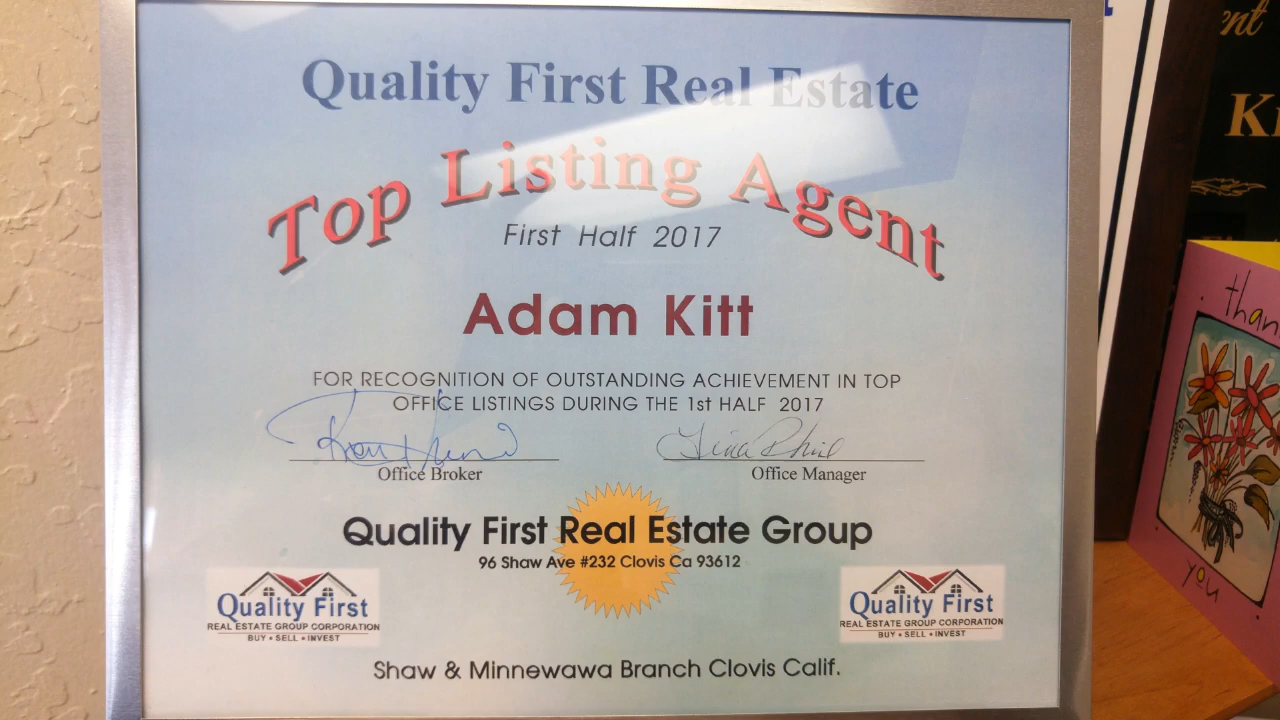 Quality First Real Estate
Top Listing Agent
First Half 2017
Adam Kitt
FOR RECOGNITION OF OUTSTANDING ACHIEVEMENT IN TOP
OFFICE LISTINGS DURING THE 1st HALF 2017
Office Broker
Office Manager
Quality First Real Estate Group
96 Shaw Ave #232 Clovis Ca 93612
Quality First
REAL ESTATE GROUP CORPORATION
BUY • SELL • INVEST
Quality First
REAL ESTATE GROUP CORPORATION
BUY • SELL • INVEST
Shaw & Minnewawa Branch Clovis Calif.
you